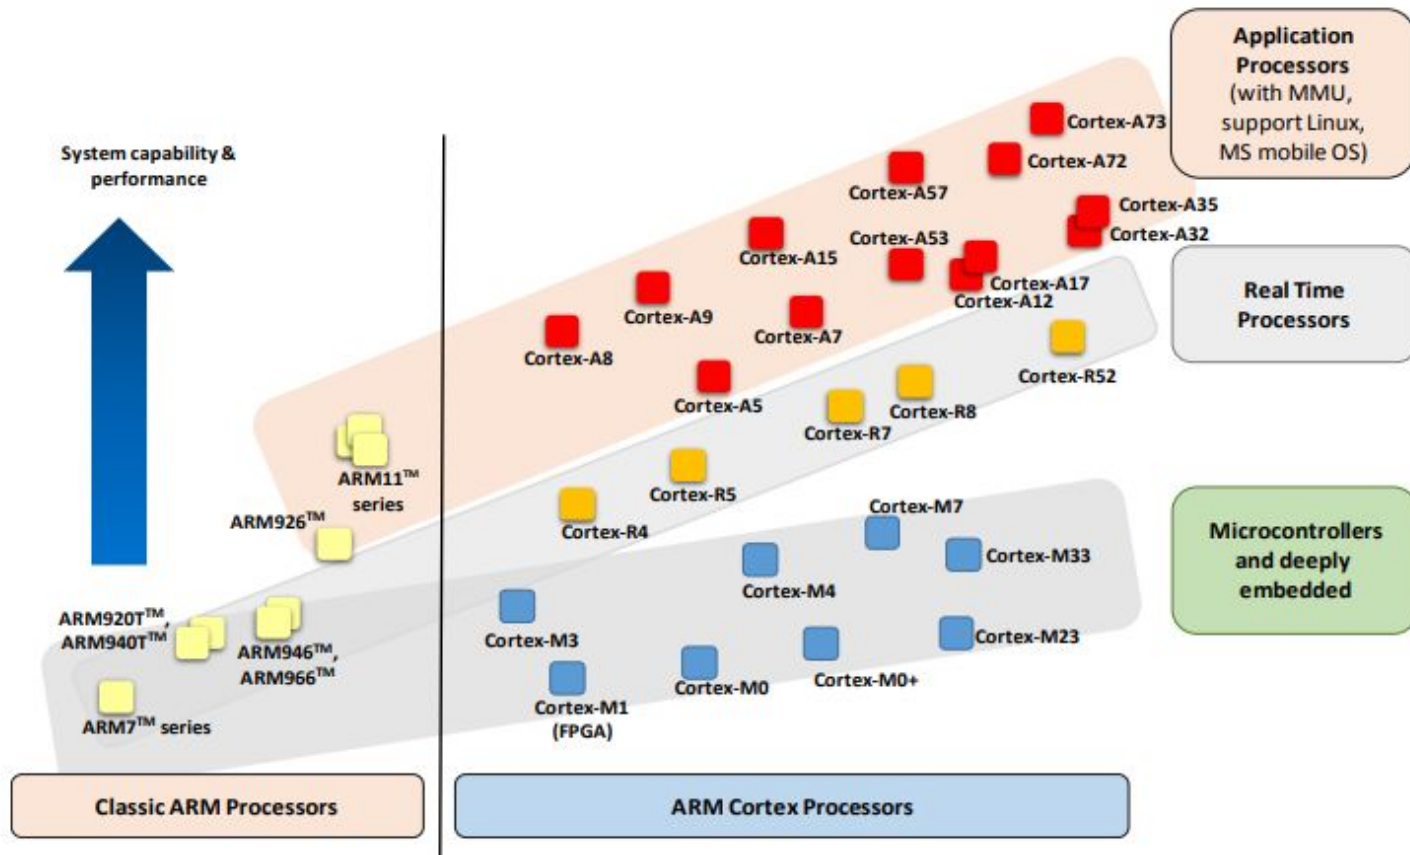 Application
Processors
(with MMU,
support Linux,
MS mobile OS)
System capability &
performance
Cortex-A73
Cortex-A72
Cortex-A57
Cortex-A35
Cortex-A32
Cortex-A53
Cortex-A15
Cortex-A17
Cortex-A12
Cortex-A9
Cortex-A7
Cortex-A8
Cortex-A5
Real Time
Processors
Cortex-R52
Cortex-R8
Cortex-R7
Cortex-R5
Cortex-R4
ARM11™
series
ARM926™
Microcontrollers
and deeply
embedded
Cortex-M7
Cortex-M33
Cortex-M4
Cortex-M3
Cortex-M23
Cortex-M0+
Cortex-M0
Cortex-M1
(FPGA)
ARM920T™,
ARM940T™
ARM946™,
ARM966™
ARM7™ series
Classic ARM Processors
ARM Cortex Processors